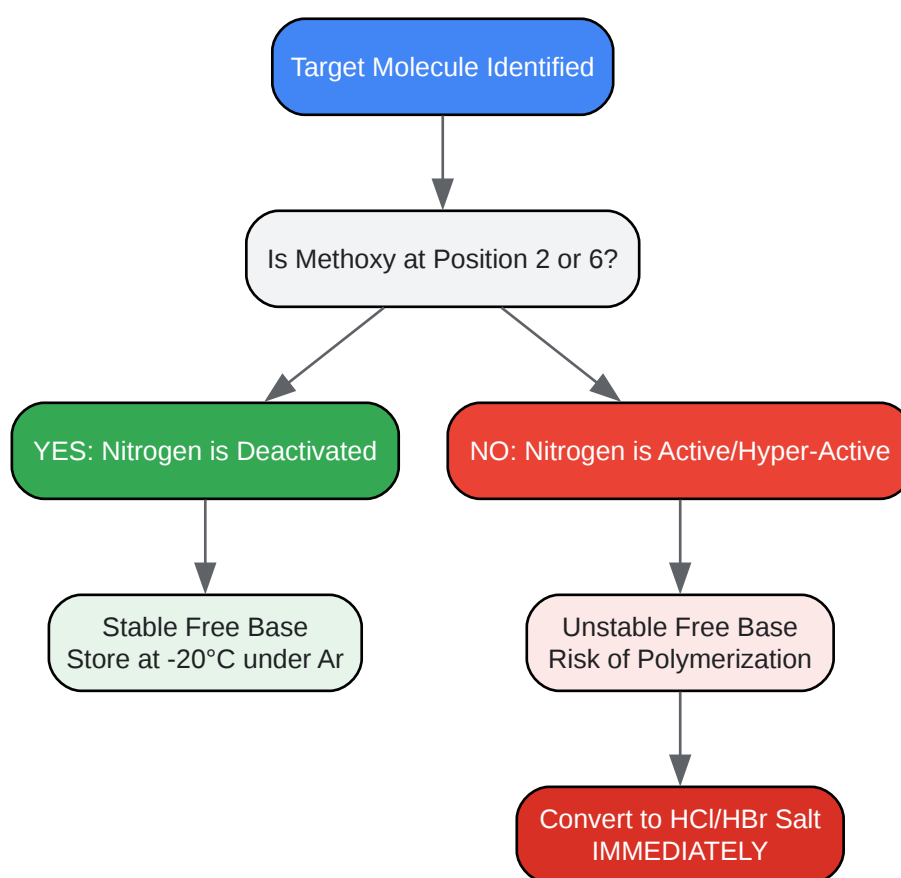 Target Molecule Identified
Is Methoxy at Position 2 or 6?
YES: Nitrogen is Deactivated
NO: Nitrogen is Active/Hyper-Active
Stable Free Base
Store at -20°C under Ar
Unstable Free Base
Risk of Polymerization
Convert to HCl/HBr Salt
IMMEDIATELY